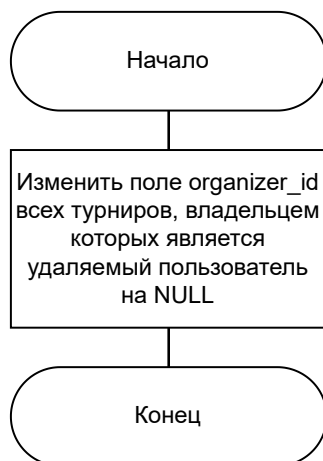 Начало
Изменить поле organizer_id
всех турниров, владельцем
которых является
удаляемый пользователь
на NULL
Конец